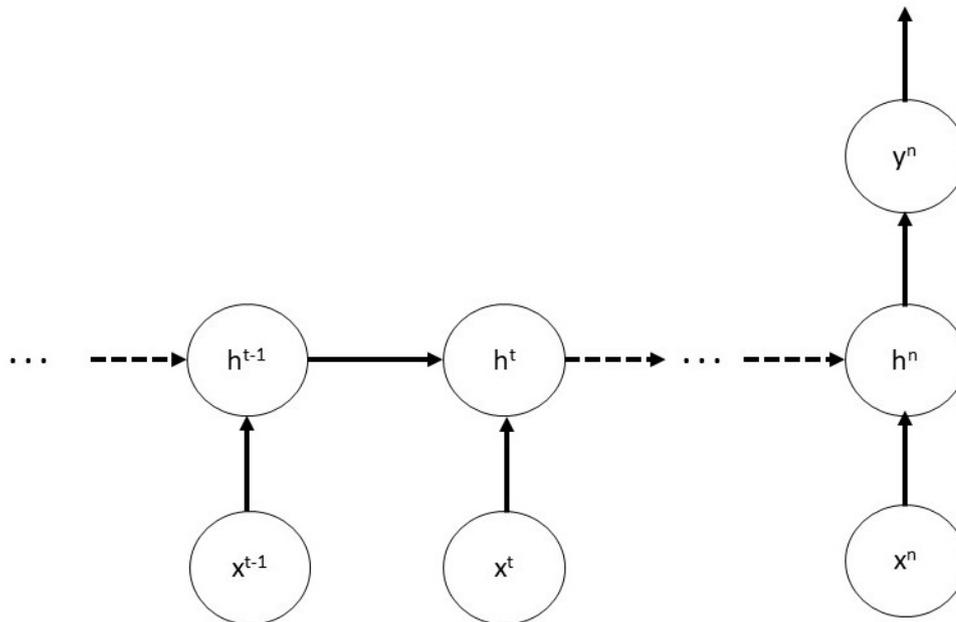 yⁿ
... hᵗ⁻¹ hᵗ ... hⁿ
xᵗ⁻¹ xᵗ xⁿ